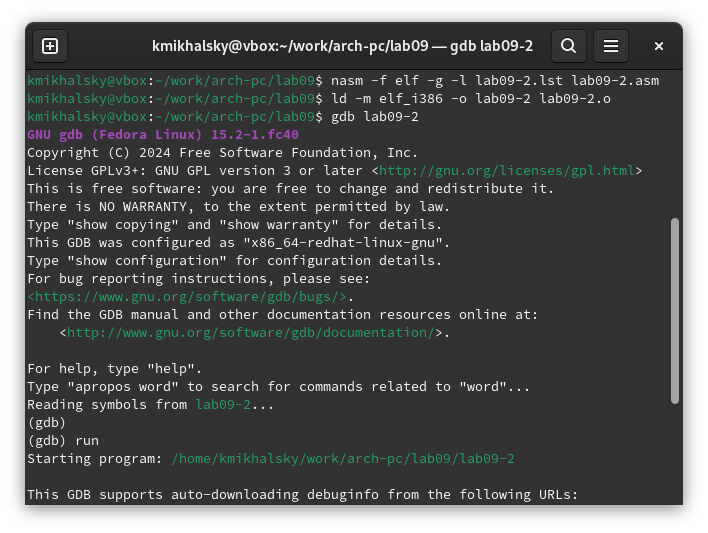 kmikhalsky@vbox:~/work/arch-pc/lab09 — gdb lab09-2
kmikhalsky@vbox:~/work/arch-pc/lab09$ nasm -f elf -g -l lab09-2.lst lab09-2.asm
kmikhalsky@vbox:~/work/arch-pc/lab09$ ld -m elf_i386 -o lab09-2 lab09-2.o
kmikhalsky@vbox:~/work/arch-pc/lab09$ gdb lab09-2
GNU gdb (Fedora Linux) 15.2-1.fc40
Copyright (C) 2024 Free Software Foundation, Inc.
License GPLv3+: GNU GPL version 3 or later <http://gnu.org/licenses/gpl.html>
This is free software: you are free to change and redistribute it.
There is NO WARRANTY, to the extent permitted by law.
Type "show copying" and "show warranty" for details.
This GDB was configured as "x86_64-redhat-linux-gnu".
Type "show configuration" for configuration details.
For bug reporting instructions, please see:
<https://www.gnu.org/software/gdb/bugs/>.
Find the GDB manual and other documentation resources online at:
    <http://www.gnu.org/software/gdb/documentation/>.
For help, type "help".
Type "apropos word" to search for commands related to "word"...
Reading symbols from lab09-2...
(gdb)
(gdb) run
Starting program: /home/kmikhalsky/work/arch-pc/lab09/lab09-2
This GDB supports auto-downloading debuginfo from the following URLs: